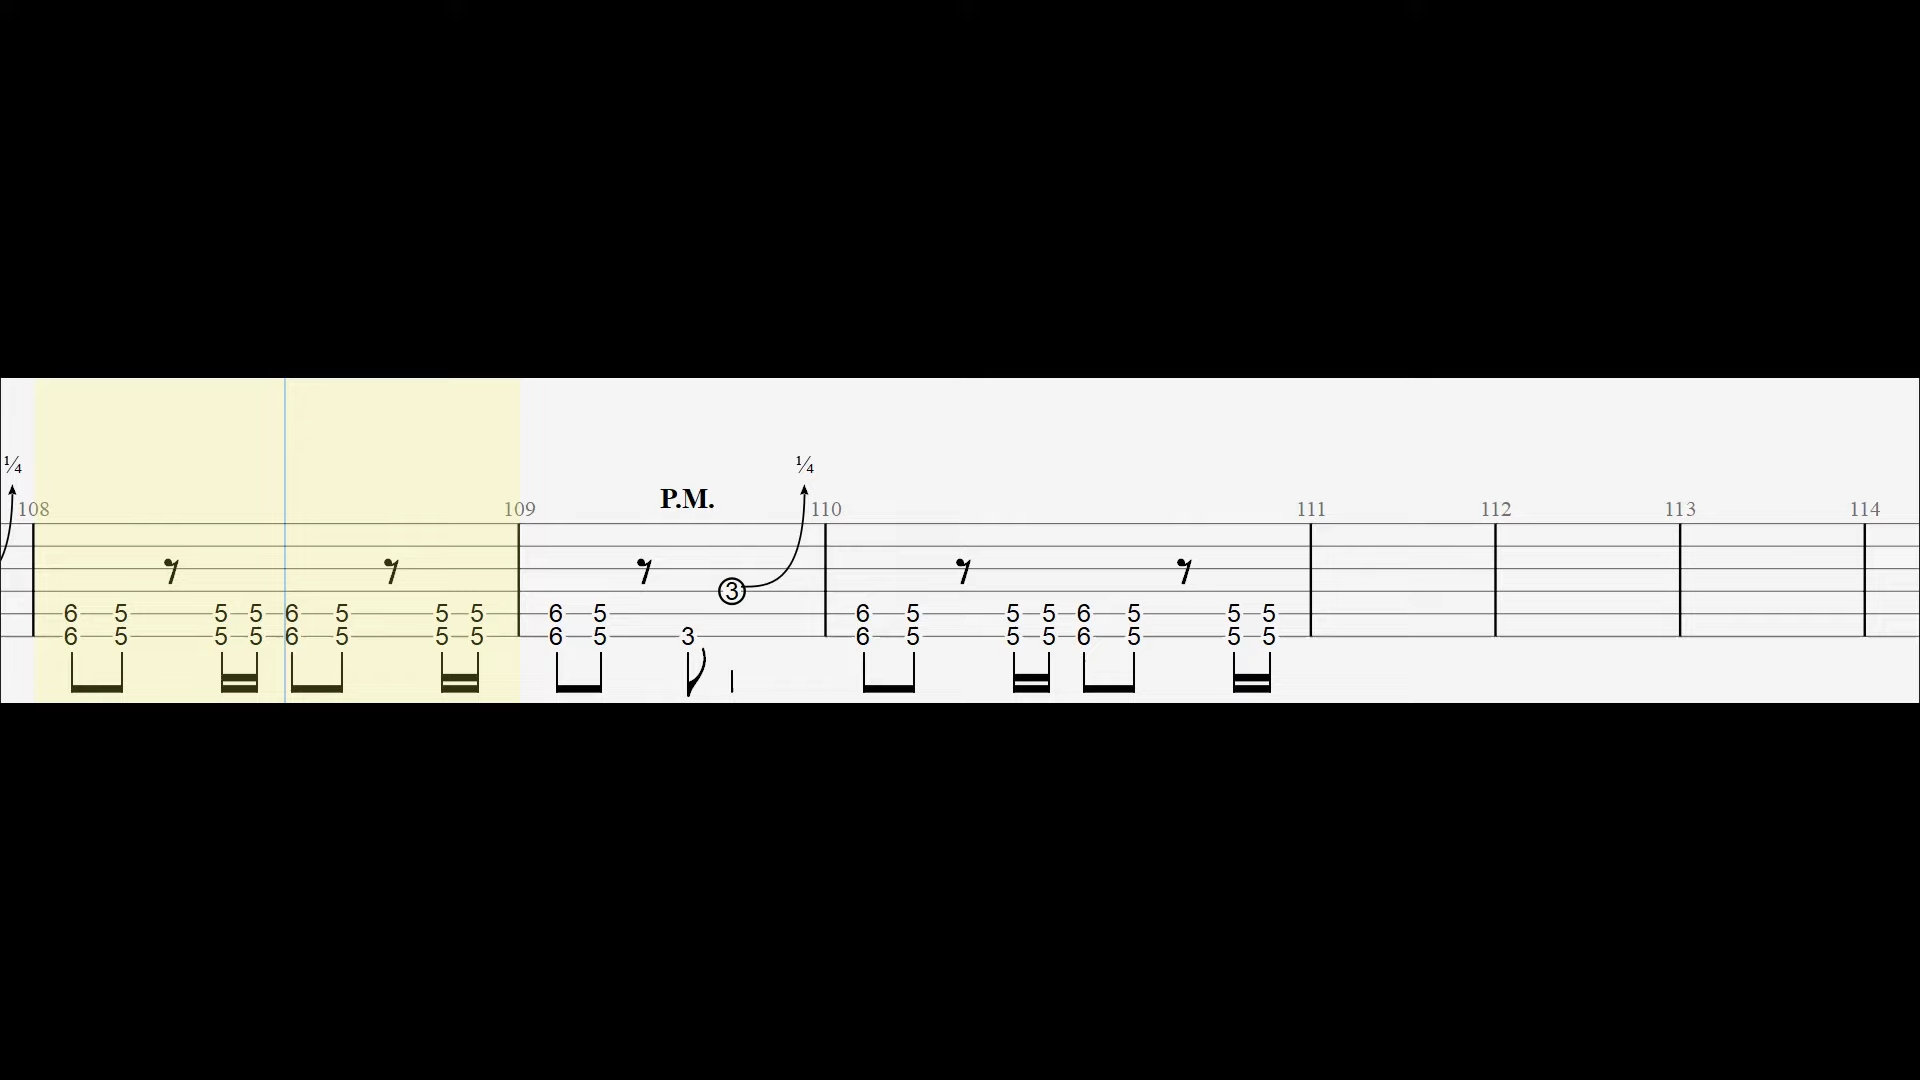 ¼ ¼
P.M.
108 109 110 111 112 113 114
3
6 5 5 5 6 5 5 5 6 5 6 5 5 5 6 5 5 5
6 5 5 5 6 5 5 5 6 5 3 6 5 5 5 6 5 5 5